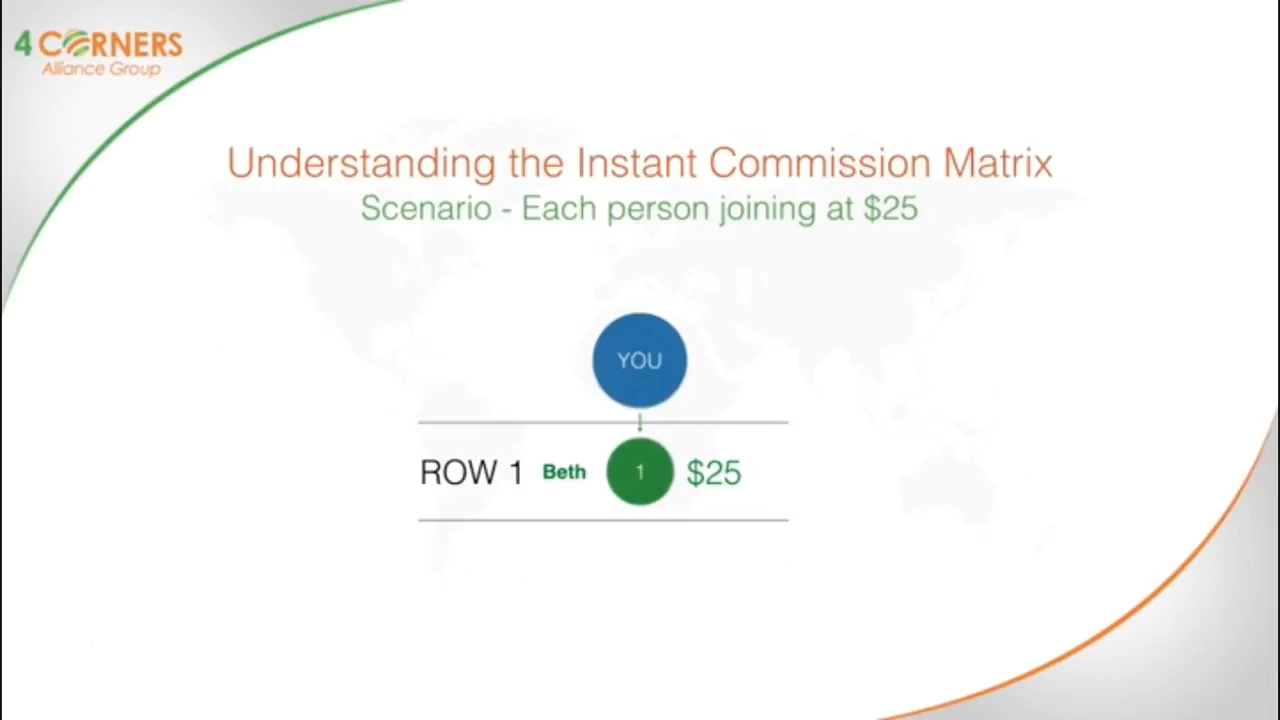 4 CORNERS
Alliance Group
Understanding the Instant Commission Matrix
Scenario - Each person joining at $25
YOU
ROW 1 Beth 1 $25